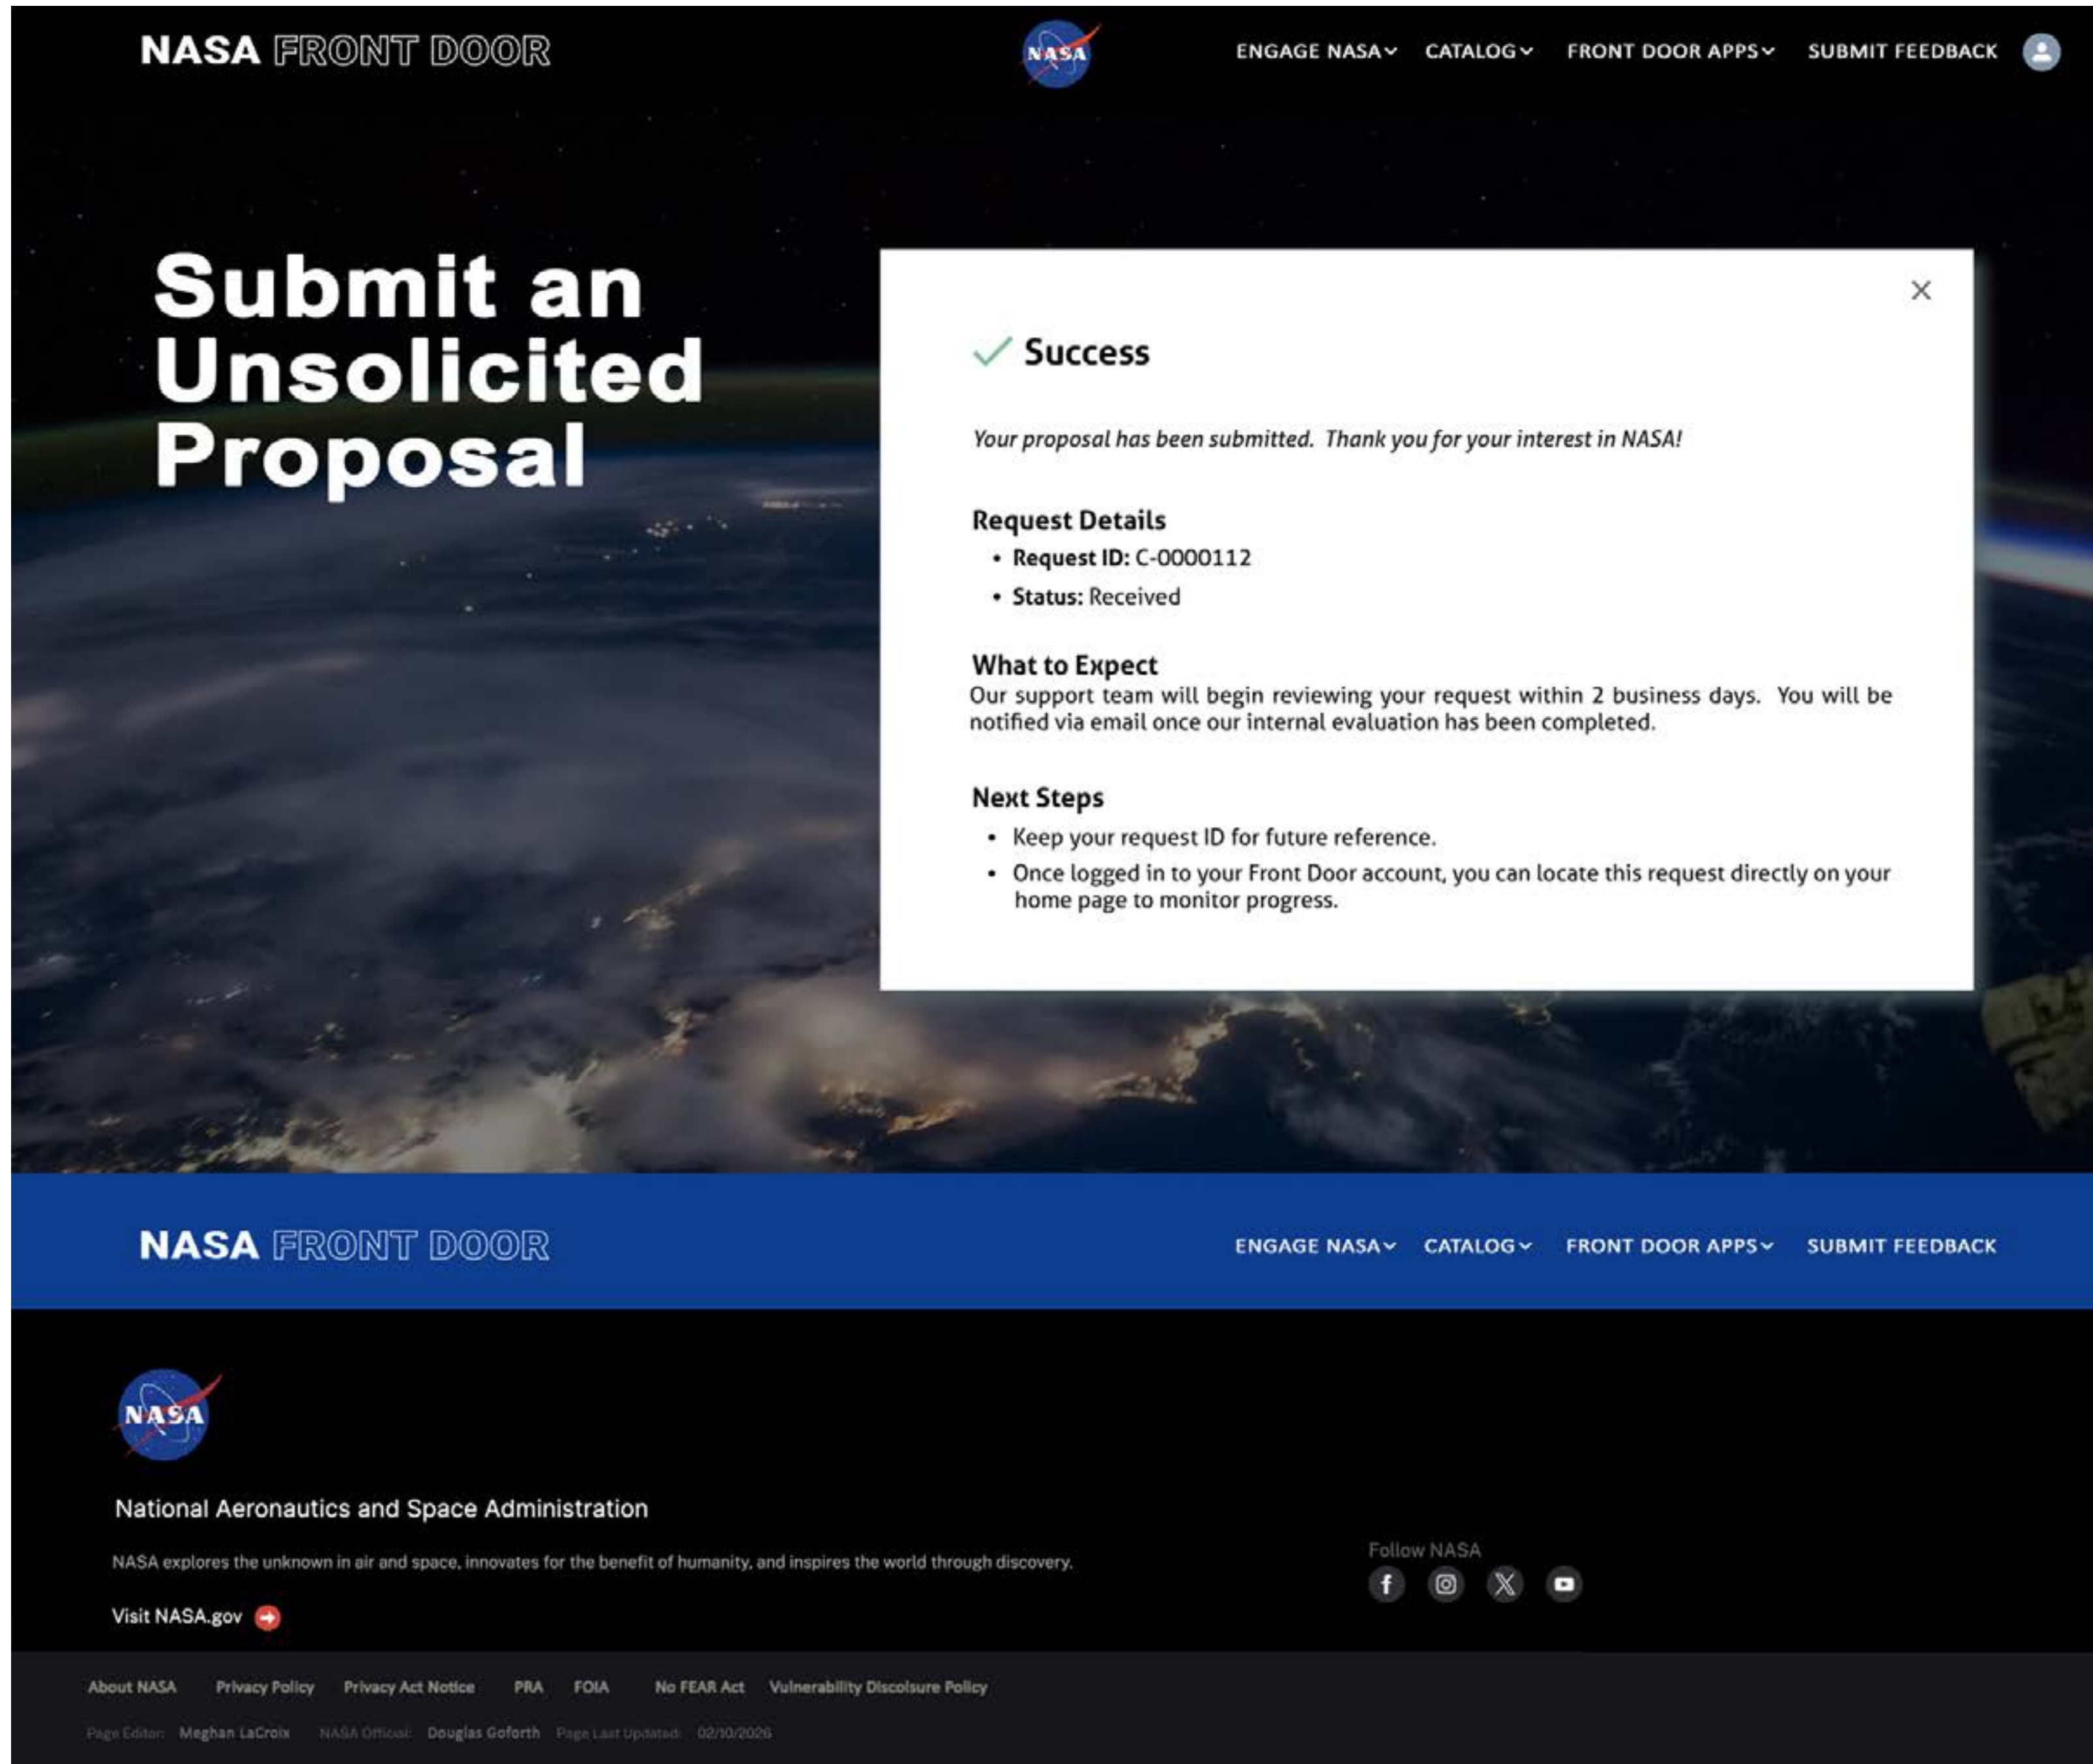 NASA FRONT DOOR
NASA
ENGAGE NASA CATALOG FRONT DOOR APPS SUBMIT FEEDBACK
Submit an
Unsolicited
Proposal
Success
Your proposal has been submitted. Thank you for your interest in NASA!
Request Details
• Request ID: C-0000112
• Status: Received
What to Expect
Our support team will begin reviewing your request within 2 business days. You will be
notified via email once our internal evaluation has been completed.
Next Steps
• Keep your request ID for future reference.
• Once logged in to your Front Door account, you can locate this request directly on your
home page to monitor progress.
NASA FRONT DOOR
ENGAGE NASA CATALOG FRONT DOOR APPS SUBMIT FEEDBACK
NASA
National Aeronautics and Space Administration
NASA explores the unknown in air and space, innovates for the benefit of humanity, and inspires the world through discovery.
Visit NASA.gov
Follow NASA
About NASA Privacy Policy Privacy Act Notice PRA FOIA No FEAR Act Vulnerability Discolsure Policy
Page Editor: Meghan LaCroix NASA Official: Douglas Goforth Page Last Updated: 02/10/2026